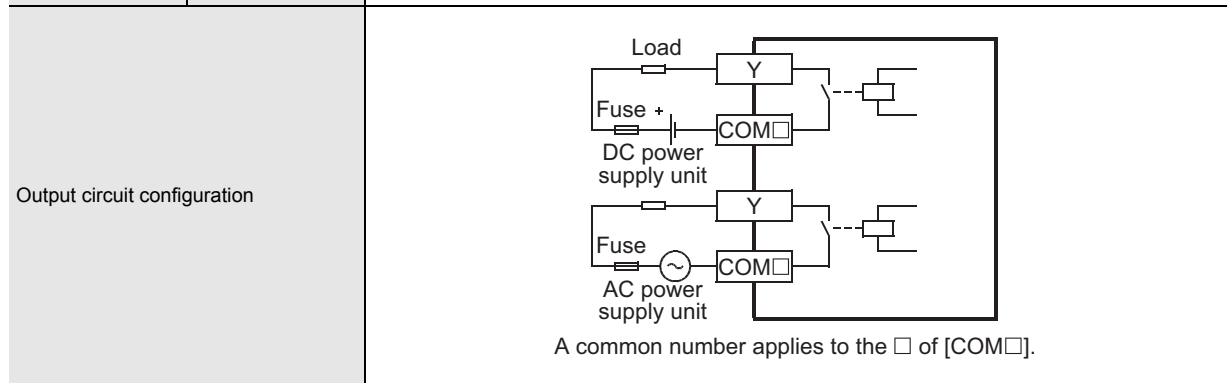 Output circuit configuration
Load
Y
Fuse +
COM□
DC power
supply unit
Y
Fuse
COM□
AC power
supply unit
A common number applies to the □ of [COM□].